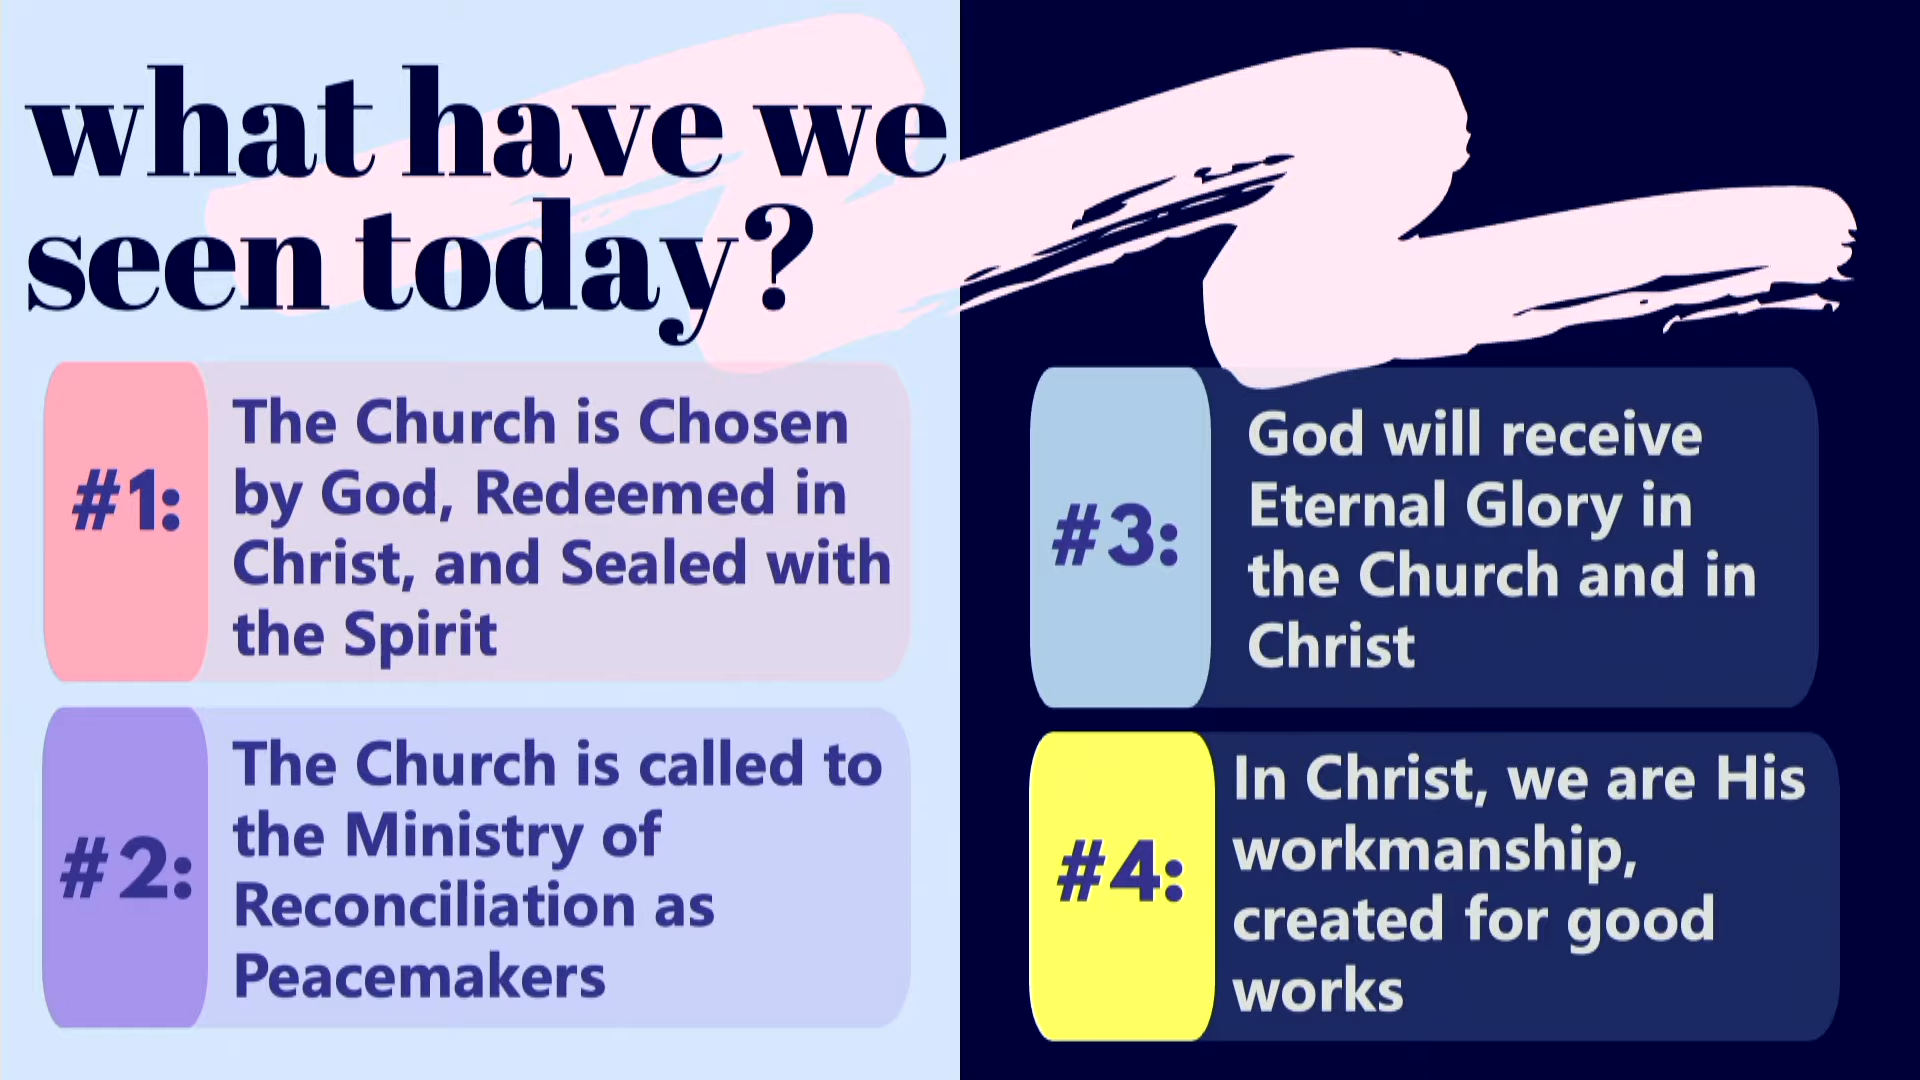 what have we
seen today?
#1:
The Church is Chosen
by God, Redeemed in
Christ, and Sealed with
the Spirit
#2:
The Church is called to
the Ministry of
Reconciliation as
Peacemakers
#3:
God will receive
Eternal Glory in
the Church and in
Christ
#4:
In Christ, we are His
workmanship,
created for good
works